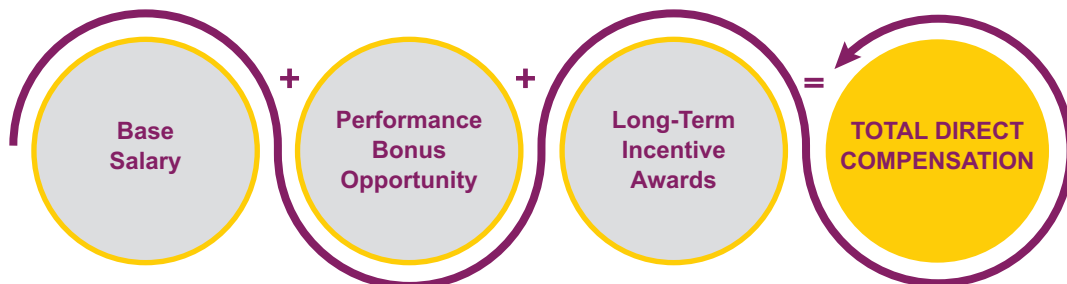 Base
Salary
+
Performance
Bonus
Opportunity
+
Long-Term
Incentive
Awards
=
TOTAL DIRECT
COMPENSATION